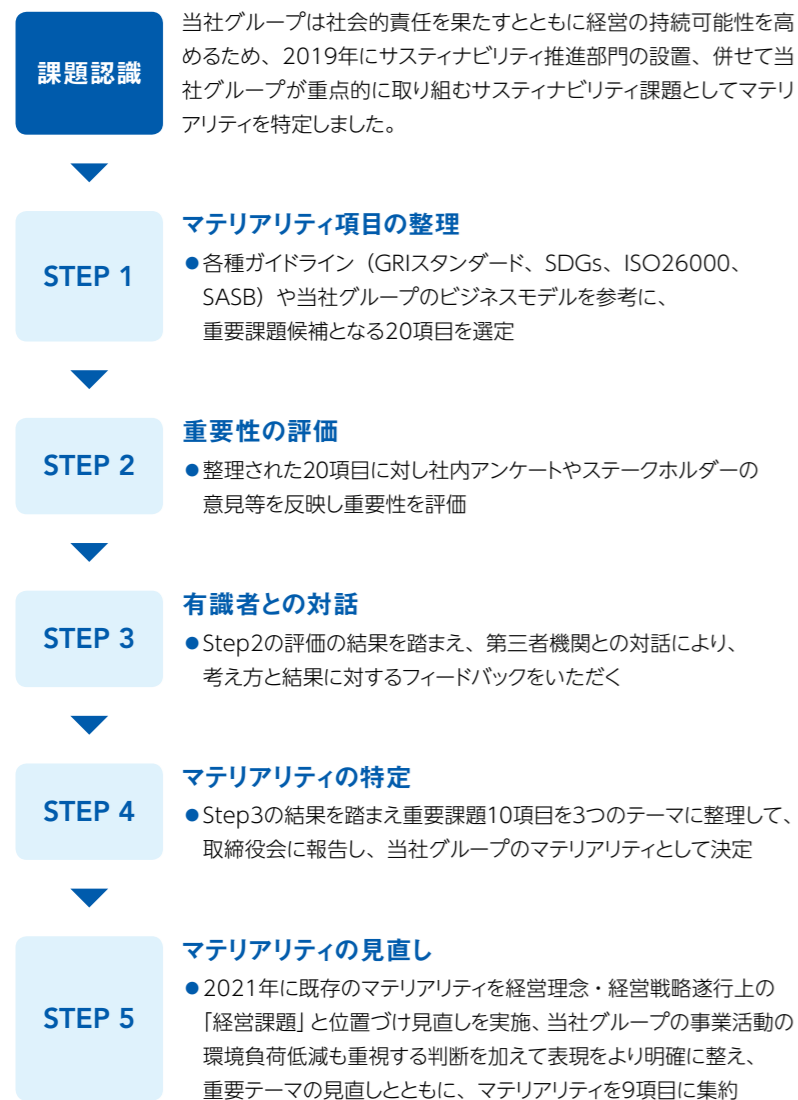 課題認識
当社グループは社会的責任を果たすとともに経営の持続可能性を高
めるため、2019年にサスティナビリティ推進部門の設置、併せて当
社グループが重点的に取り組むサスティナビリティ課題としてマテリ
アリティを特定しました。
STEP 1
マテリアリティ項目の整理
●各種ガイドライン（GRIスタンダード、SDGs、ISO26000、
SASB）や当社グループのビジネスモデルを参考に、
重要課題候補となる20項目を選定
STEP 2
重要性の評価
●整理された20項目に対し社内アンケートやステークホルダーの
意見等を反映し重要性を評価
STEP 3
有識者との対話
●Step2の評価の結果を踏まえ、第三者機関との対話により、
考え方と結果に対するフィードバックをいただく
STEP 4
マテリアリティの特定
●Step3の結果を踏まえ重要課題10項目を3つのテーマに整理して、
取締役会に報告し、当社グループのマテリアリティとして決定
STEP 5
マテリアリティの見直し
●2021年に既存のマテリアリティを経営理念・経営戦略遂行上の
「経営課題」と位置づけ見直しを実施、当社グループの事業活動の
環境負荷低減も重視する判断を加えて表現をより明確に整え、
重要テーマの見直しとともに、マテリアリティを9項目に集約